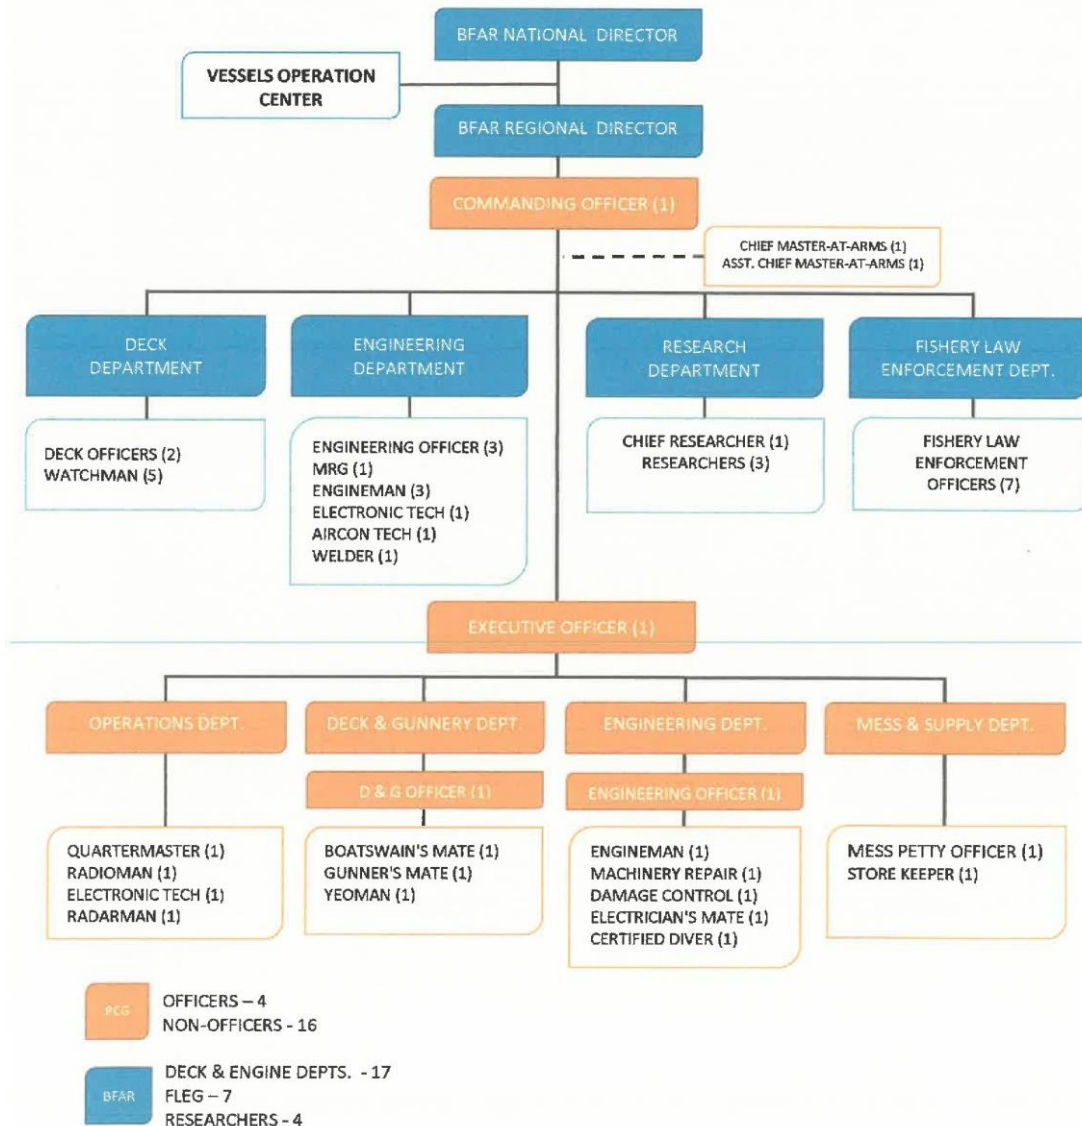 BFAR NATIONAL DIRECTOR
VESSELS OPERATION
CENTER
BFAR REGIONAL DIRECTOR
COMMANDING OFFICER (1)
CHIEF MASTER-AT-ARMS (1)
ASST. CHIEF MASTER-AT-ARMS (1)
DECK
DEPARTMENT
ENGINEERING
DEPARTMENT
RESEARCH
DEPARTMENT
FISHERY LAW
ENFORCEMENT DEPT.
DECK OFFICERS (2)
WATCHMAN (5)
ENGINEERING OFFICER (3)
MRG (1)
ENGINEMAN (3)
ELECTRONIC TECH (1)
AIRCON TECH (1)
WELDER (1)
CHIEF RESEARCHER (1)
RESEARCHERS (3)
FISHERY LAW
ENFORCEMENT
OFFICERS (7)
EXECUTIVE OFFICER (1)
OPERATIONS DEPT.
DECK & GUNNERY DEPT.
ENGINEERING DEPT.
MESS & SUPPLY DEPT.
D & G OFFICER (1)
ENGINEERING OFFICER (1)
QUARTERMASTER (1)
RADIOMAN (1)
ELECTRONIC TECH (1)
RADARMAN (1)
BOATSWAIN'S MATE (1)
GUNNER'S MATE (1)
YEOMAN (1)
ENGINEMAN (1)
MACHINERY REPAIR (1)
DAMAGE CONTROL (1)
ELECTRICIAN'S MATE (1)
CERTIFIED DIVER (1)
MESS PETTY OFFICER (1)
STORE KEEPER (1)
PCG
OFFICERS – 4
NON-OFFICERS - 16
BFAR
DECK & ENGINE DEPTS. - 17
FLEG – 7
RESEARCHERS - 4